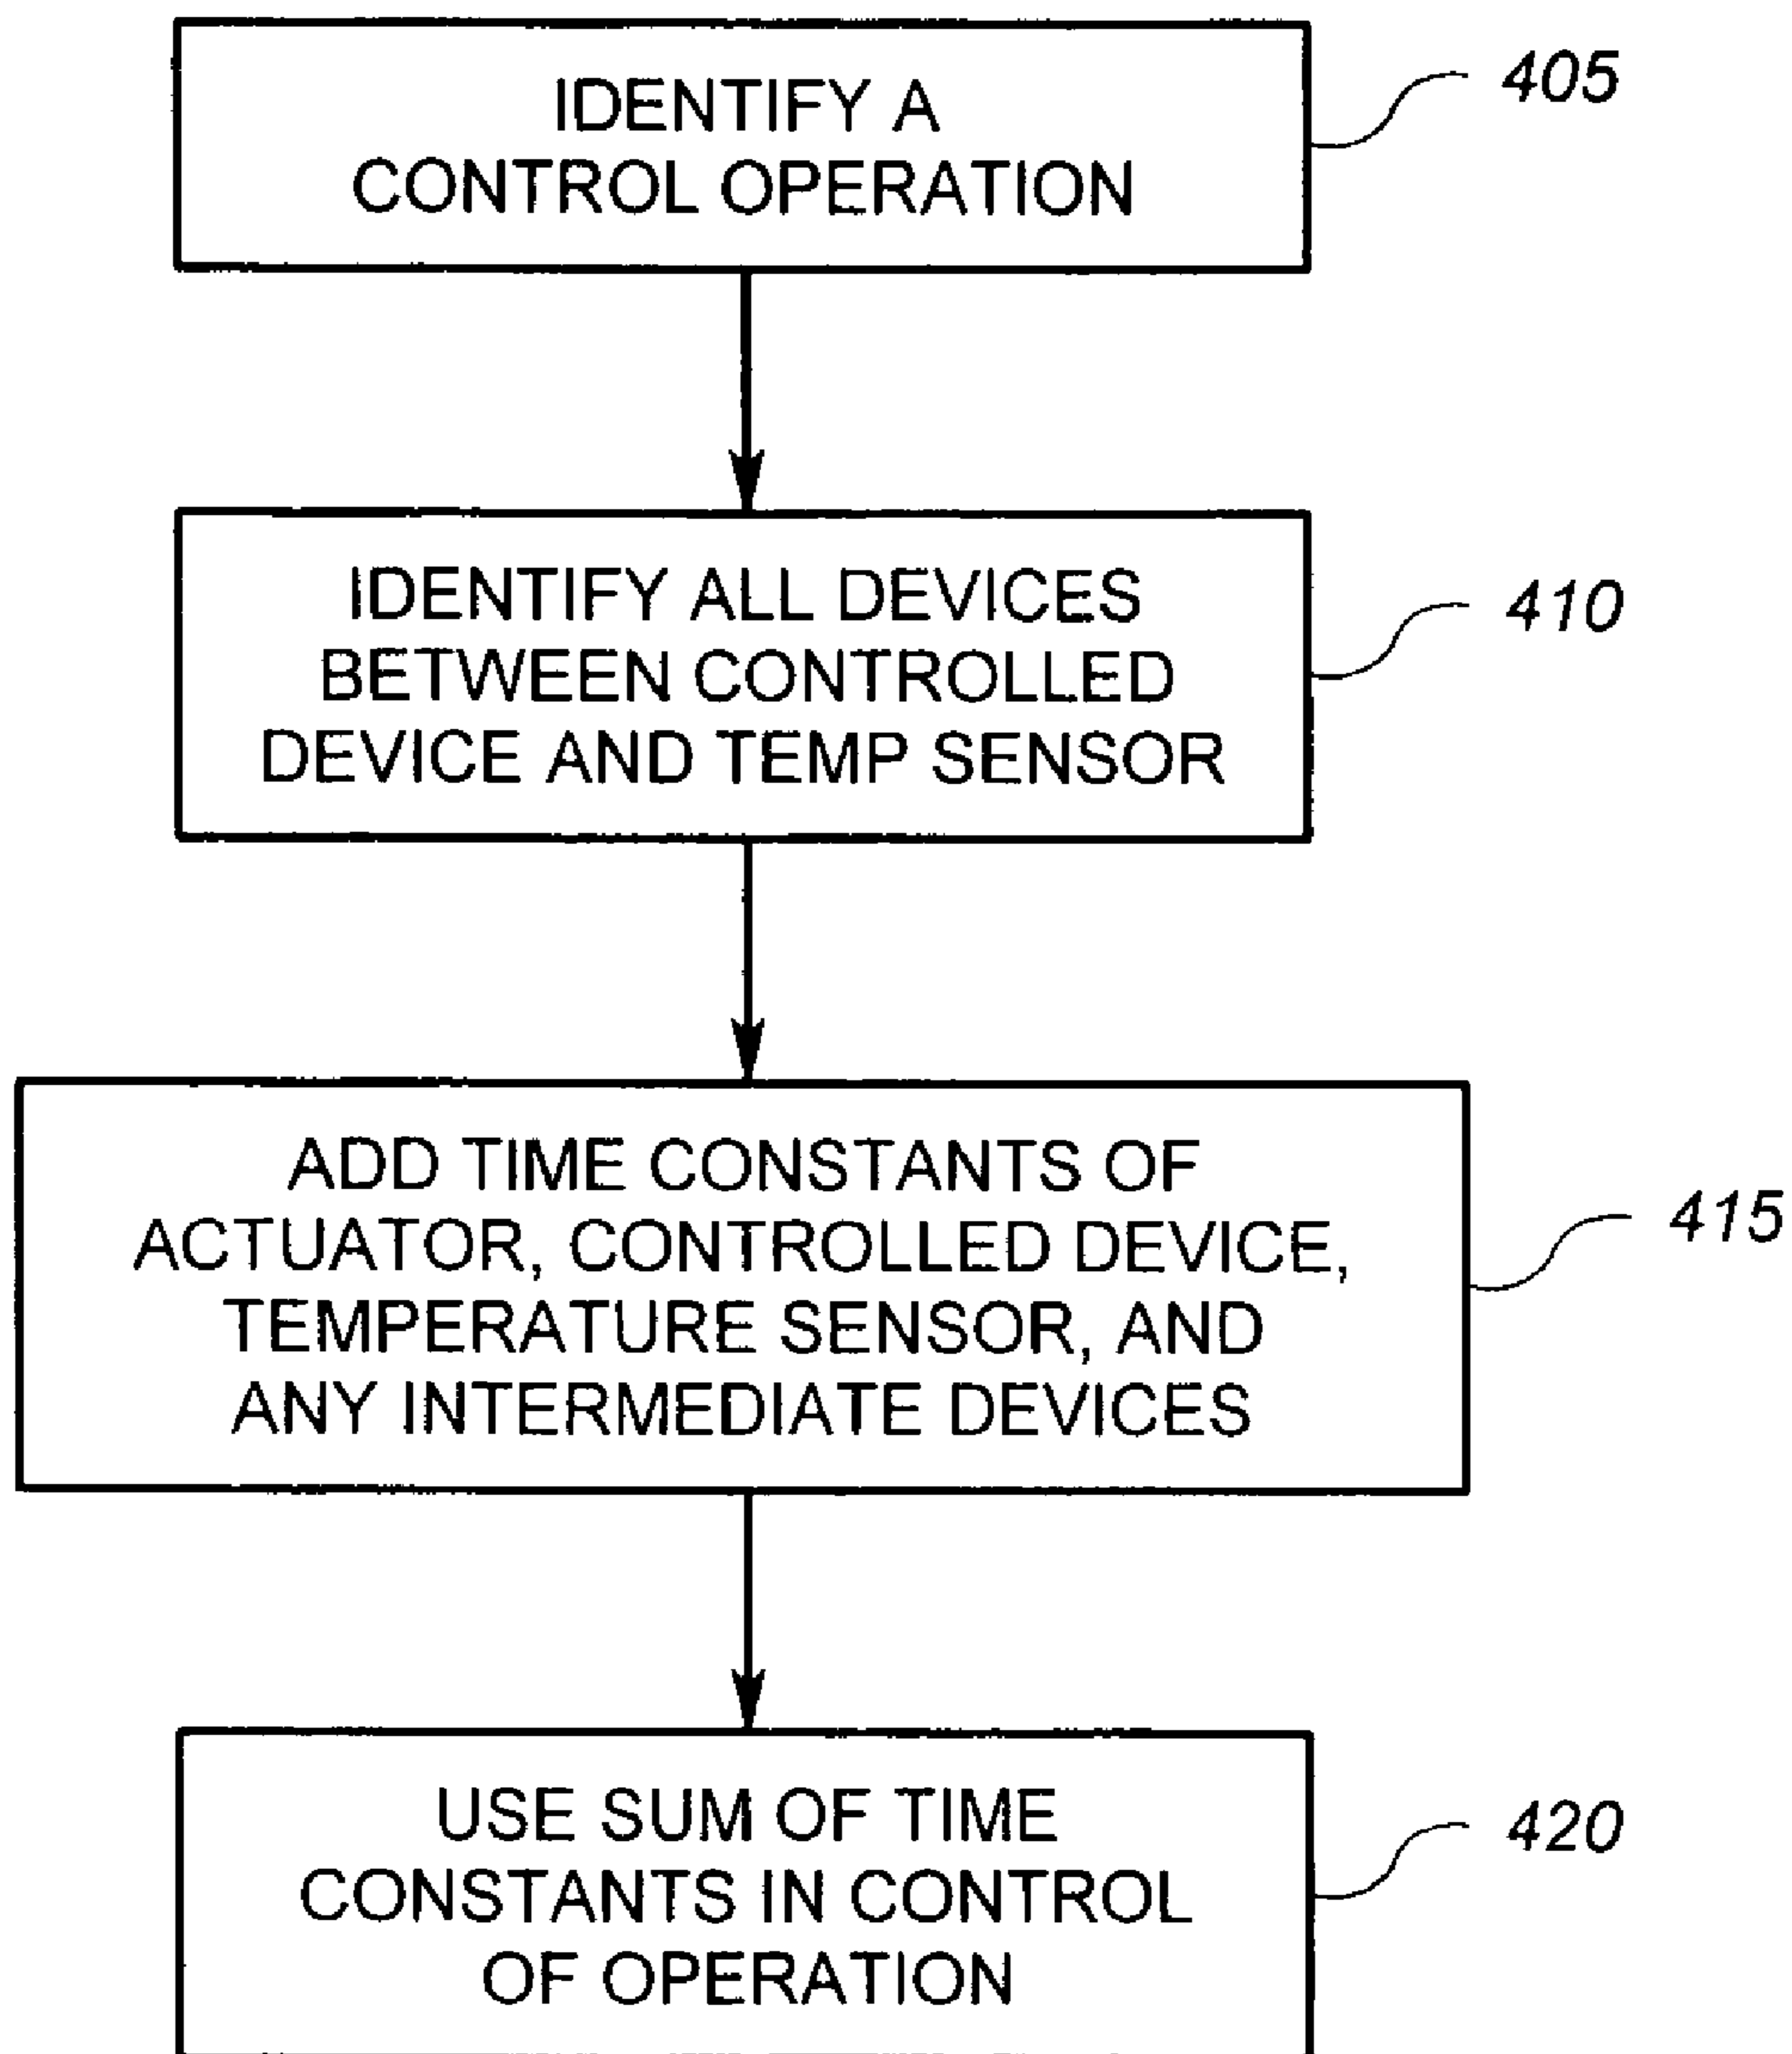 IDENTIFY A
CONTROL OPERATION
405
IDENTIFY ALL DEVICES
BETWEEN CONTROLLED
DEVICE AND TEMP SENSOR
410
ADD TIME CONSTANTS OF
ACTUATOR, CONTROLLED DEVICE,
TEMPERATURE SENSOR, AND
ANY INTERMEDIATE DEVICES
415
USE SUM OF TIME
CONSTANTS IN CONTROL
OF OPERATION
420